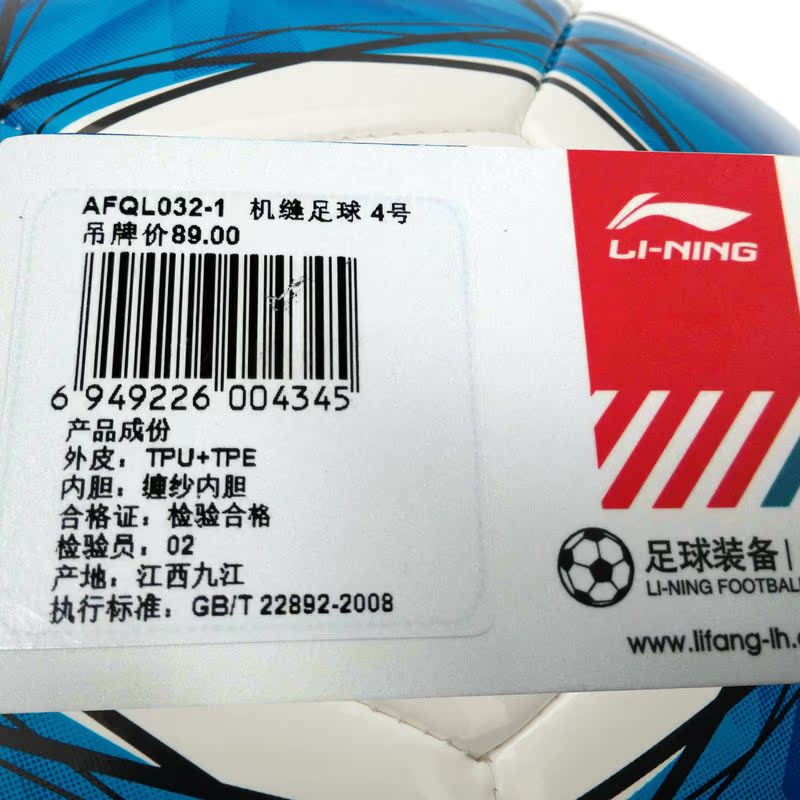 AFQL032-1 机缝足球 4号
吊牌价89.00
6 949226 004345
产品成份
外皮：TPU+TPE
内胆：缠纱内胆
合格证：检验合格
检验员：02
产地：江西九江
执行标准：GB/T 22892-2008
LI-NING
足球装备
LI-NING FOOTBALL
www.lifang-lh.